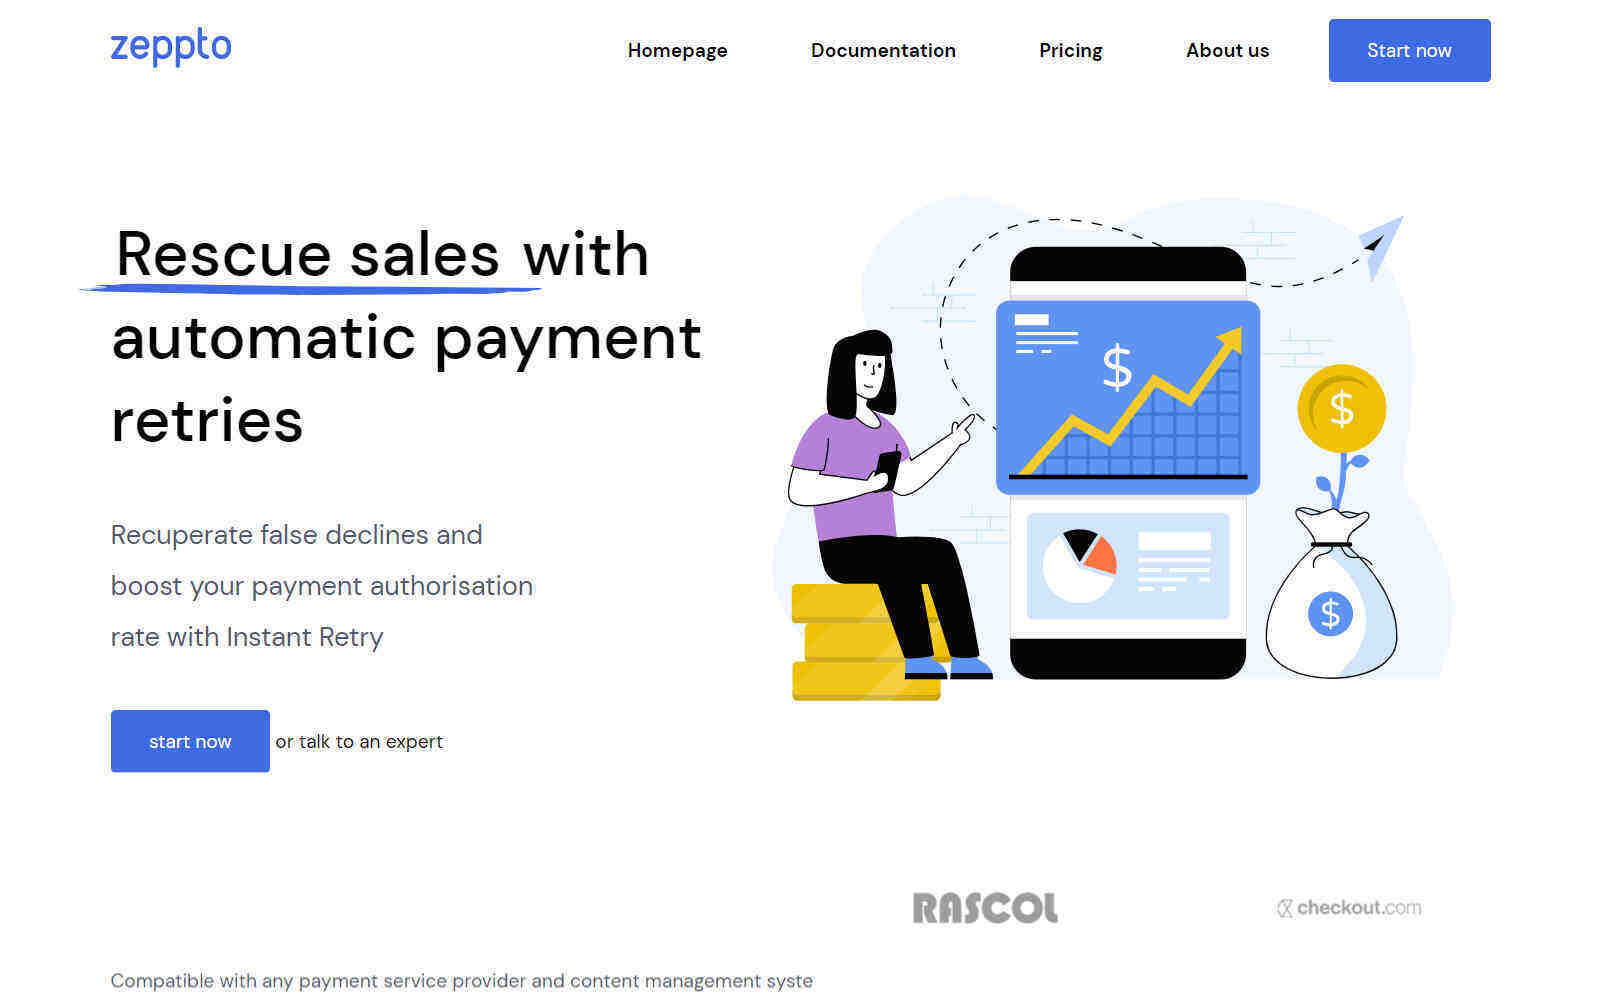 zeppto
Homepage
Documentation
Pricing
About us
Start now
Rescue sales with
automatic payment
retries
Recuperate false declines and
boost your payment authorisation
rate with Instant Retry
start now
or talk to an expert
$
$
$
RASCOL
checkout.com
Compatible with any payment service provider and content management syste